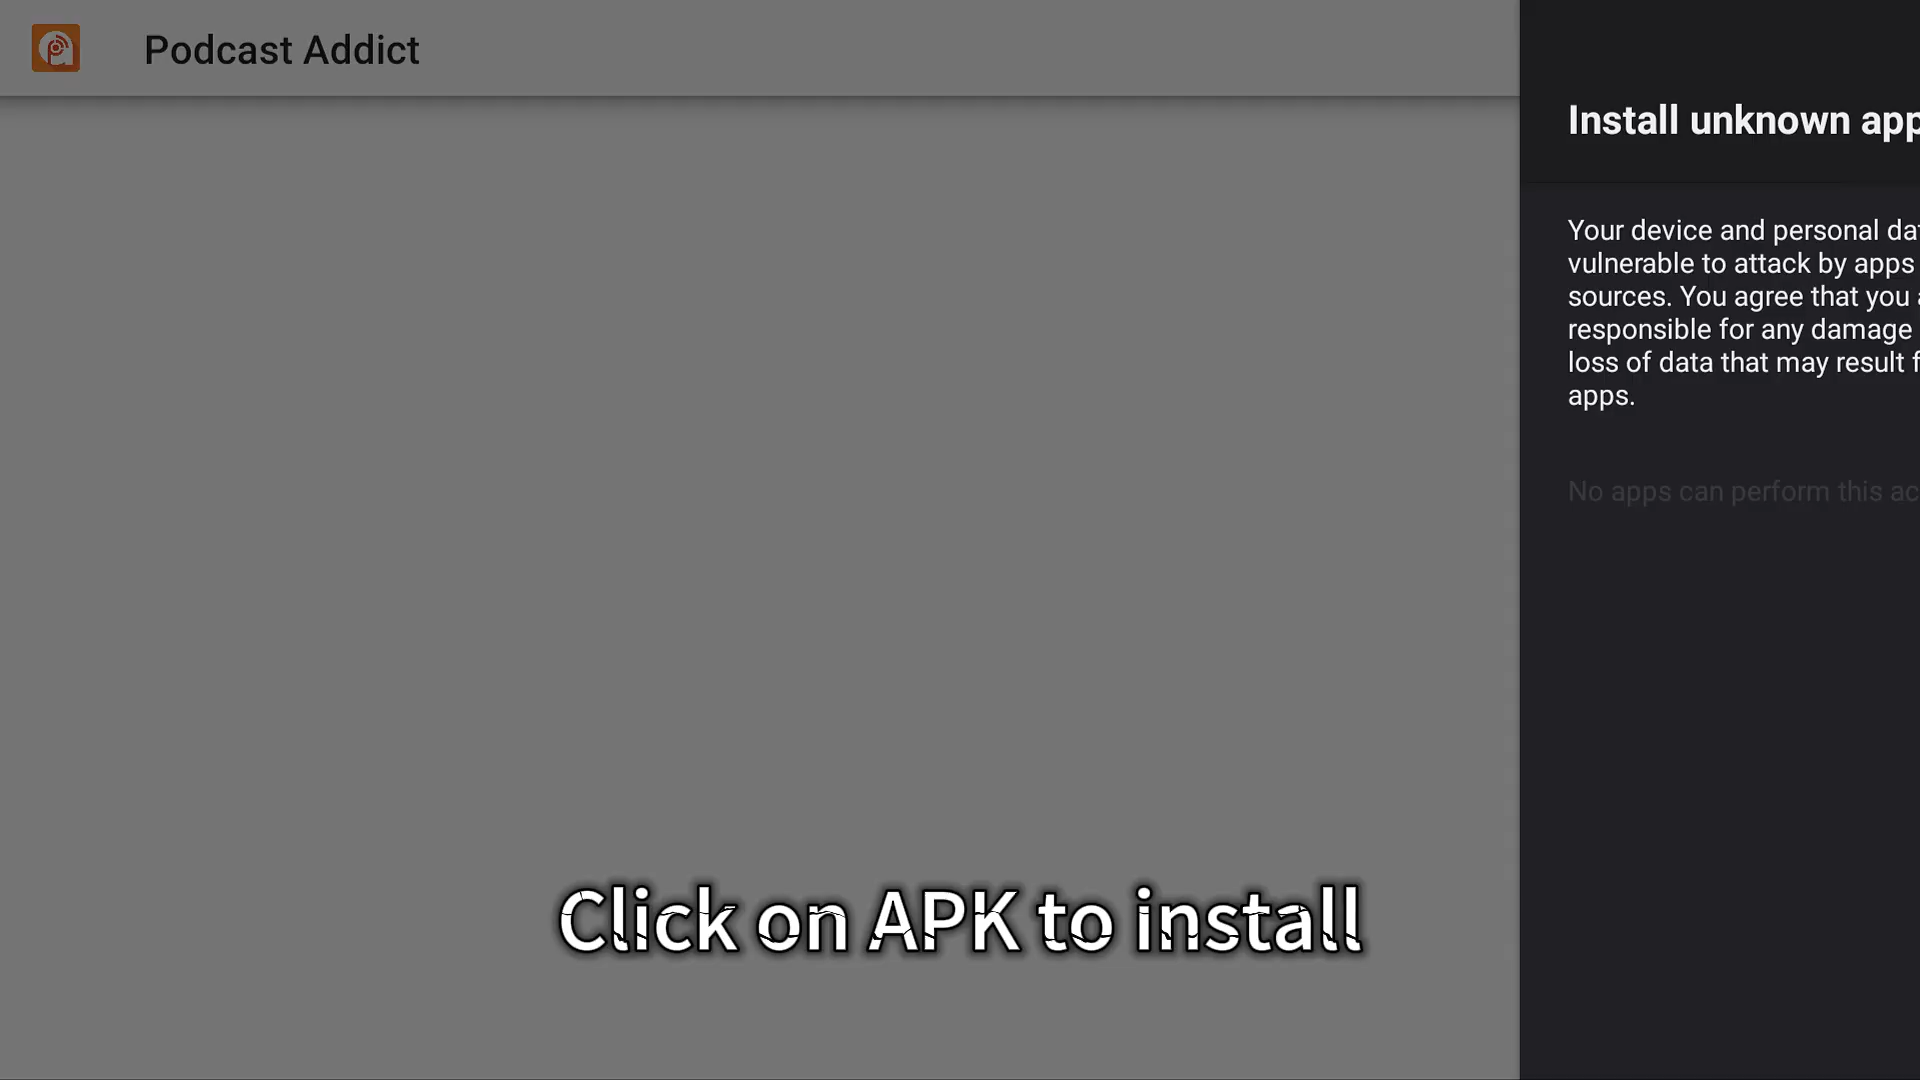 Podcast Addict
Install unknown app
Your device and personal da
vulnerable to attack by apps
sources. You agree that you
responsible for any damage
loss of data that may result
apps.
No apps can perform this
Click on APK to install